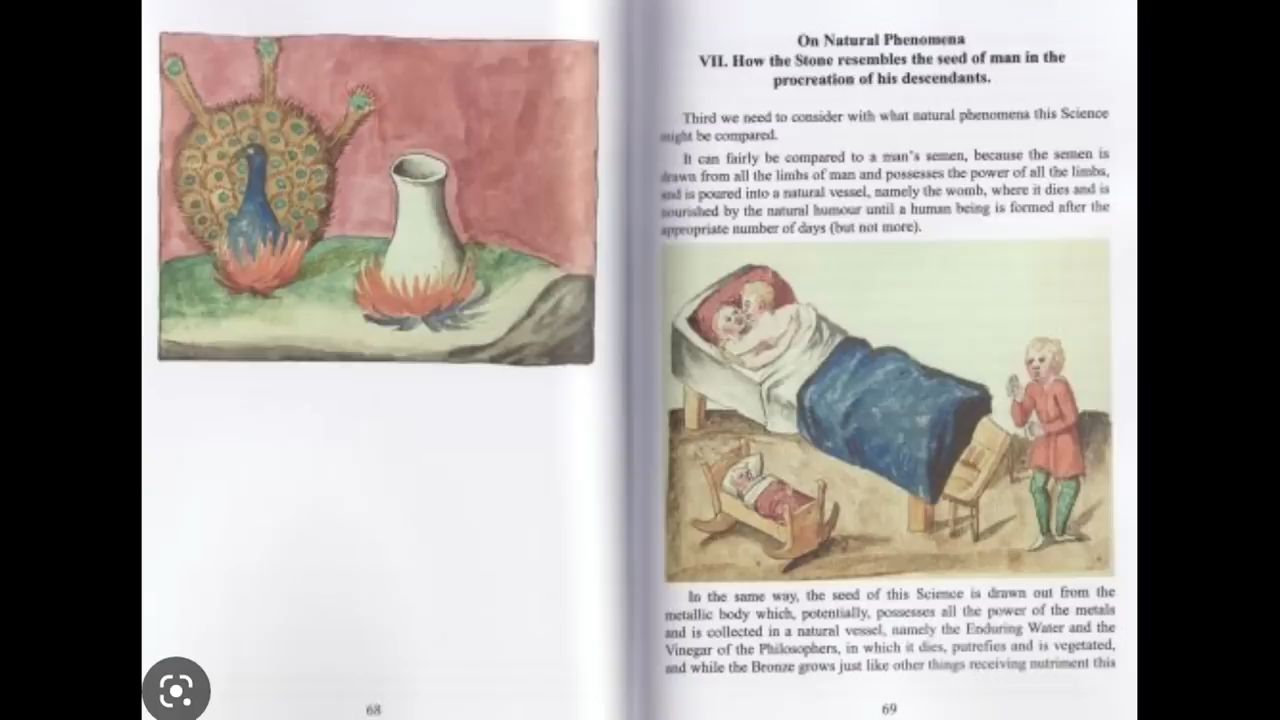 On Natural Phenomena
VII. How the Stone resembles the seed of man in the
procreation of his descendants.
Third we need to consider with what natural phenomena this Science
might be compared.
It can fairly be compared to a man's semen, because the semen is
drawn from all the limbs of man and possesses the power of all the limbs,
and is poured into a natural vessel, namely the womb, where it dies and is
nourished by the natural humour until a human being is formed after the
appropriate number of days (but not more).
In the same way, the seed of this Science is drawn out from the
metallic body which, potentially, possesses all the power of the metals
and is collected in a natural vessel, namely the Enduring Water and the
Vinegar of the Philosophers, in which it dies, putrefies and is vegetated,
and while the Bronze grows just like other things receiving nutriment this
68
69